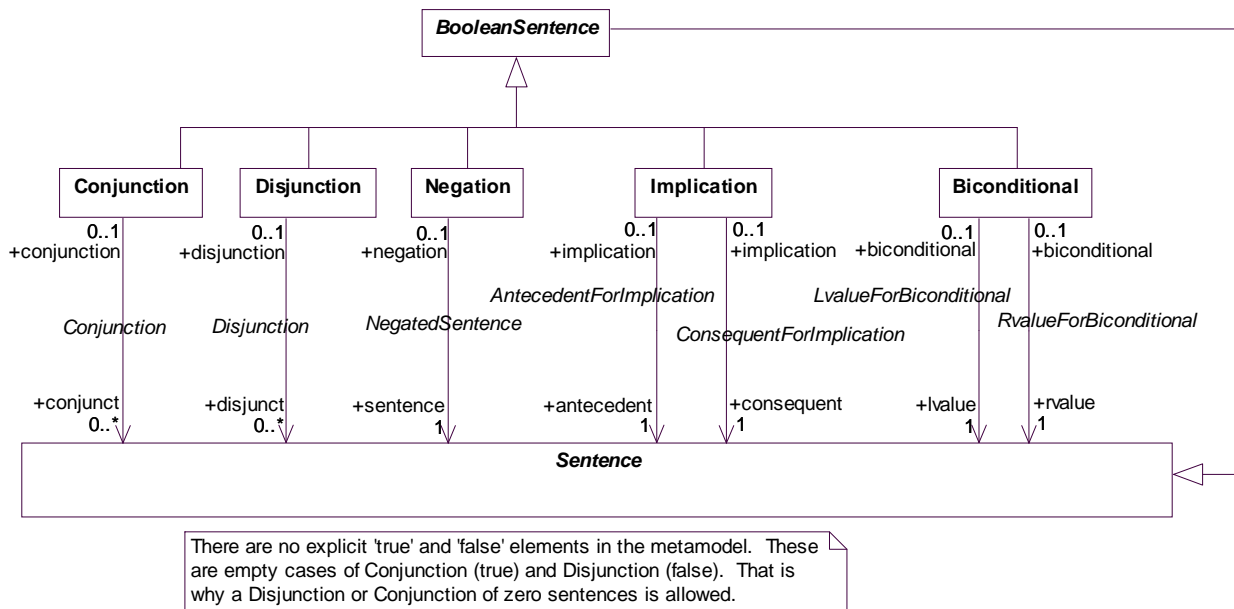 BooleanSentence
Conjunction
Disjunction
Negation
Implication
Biconditional
0..1
0..1
0..1
0..1
0..1
0..1
0..1
+conjunction
+disjunction
+negation
+implication
+implication
+biconditional
+biconditional
AntecedentForImplication
LvalueForBiconditional
Conjunction
Disjunction
NegatedSentence
ConsequentForImplication
RvalueForBiconditional
+conjunct
+disjunct
+sentence
+antecedent
+consequent
+lvalue
+rvalue
0..*
0..*
1
1
1
1
1
Sentence
There are no explicit 'true' and 'false' elements in the metamodel.  These
are empty cases of Conjunction (true) and Disjunction (false).  That is
why a Disjunction or Conjunction of zero sentences is allowed.